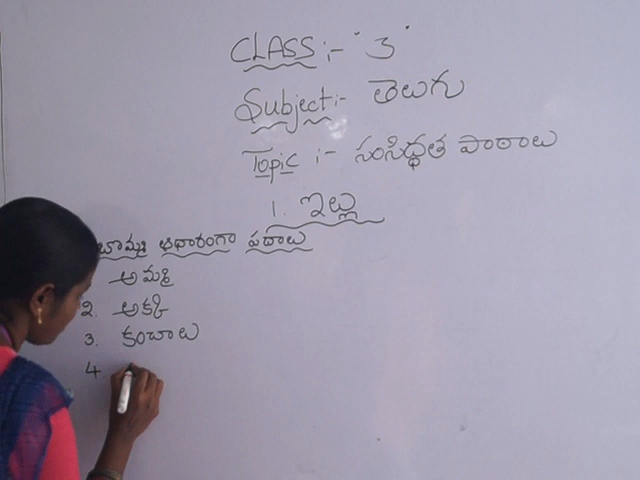 CLASS :- 3
Subject :- తెలుగు
Topic :- సంసిద్ధత పాఠాలు
1. ఇల్లు
బొమ్మ ఆధారంగా పదాలు
అమ్మ
2. అక్క
3. కంచాలు
4.